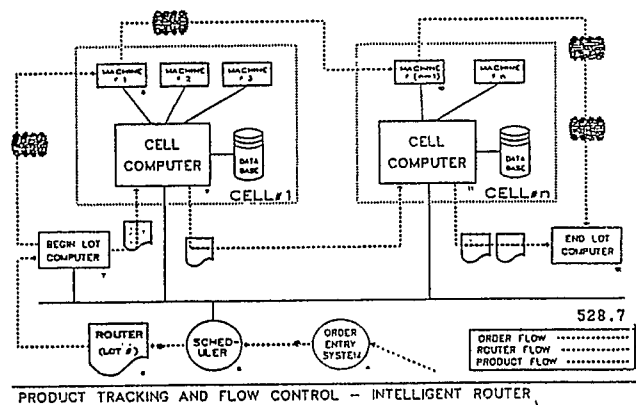 MACHINE
# 1
MACHINE
# 2
MACHINE
# 3
MACHINE
# (n-1)
MACHINE
# n
CELL
COMPUTER
DATA
BASE
CELL#1
CELL
COMPUTER
DATA
BASE
CELL#n
BEGIN LOT
COMPUTER
END LOT
COMPUTER
ROUTER
(LOT #)
SCHED-
ULER
ORDER
ENTRY
SYSTEM
528.7
ORDER FLOW
ROUTER FLOW
PRODUCT FLOW
PRODUCT TRACKING AND FLOW CONTROL - INTELLIGENT ROUTER